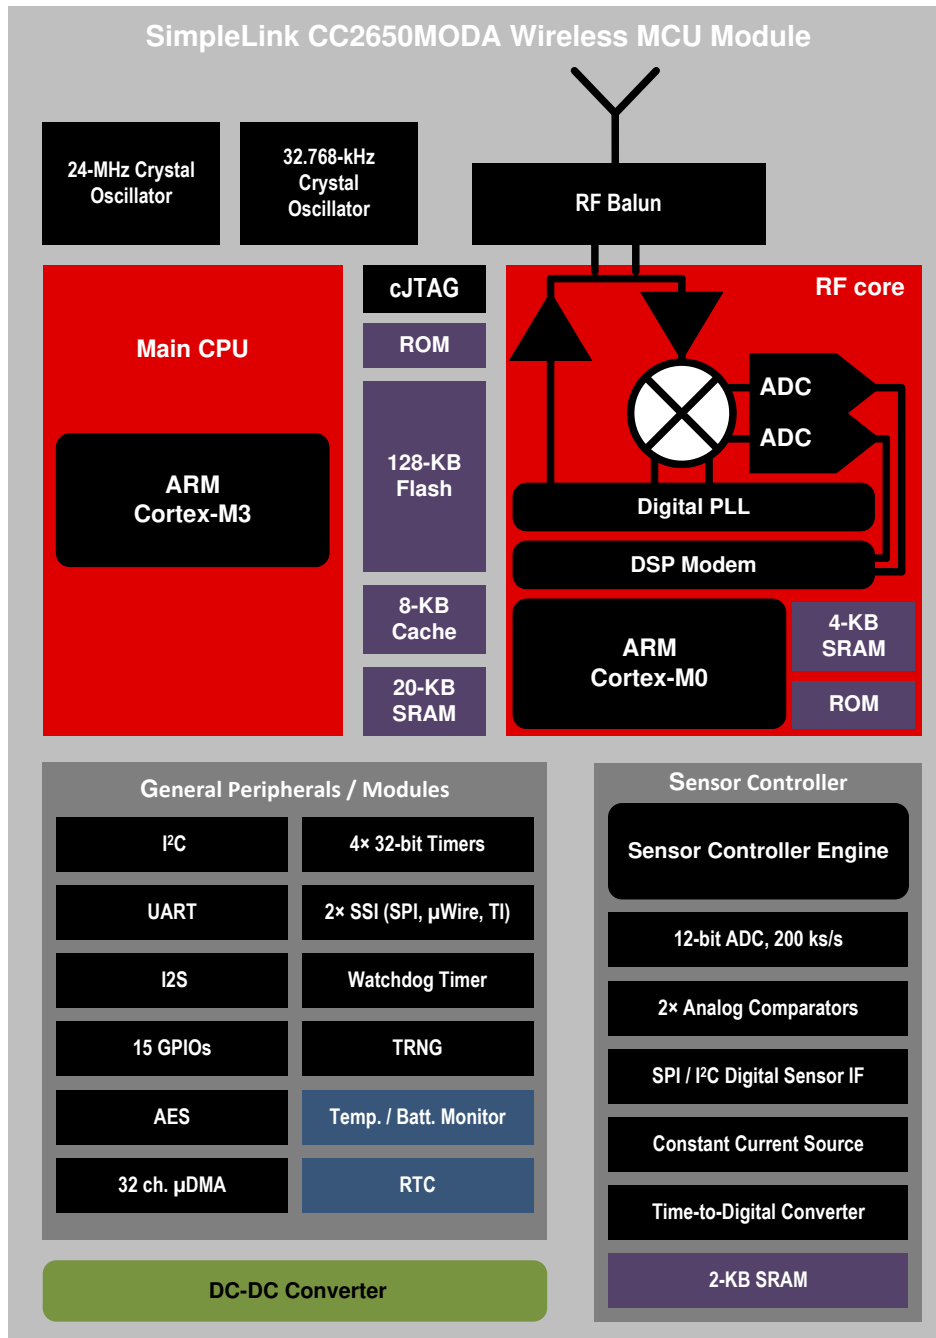 SimpleLink CC2650MODA Wireless MCU Module
24-MHz Crystal
Oscillator
32.768-kHz
Crystal
Oscillator
RF Balun
Main CPU
ARM
Cortex-M3
cJTAG
ROM
128-KB
Flash
8-KB
Cache
20-KB
SRAM
RF core
ADC
ADC
Digital PLL
DSP Modem
ARM
Cortex-M0
4-KB
SRAM
ROM
General Peripherals / Modules
I²C
4× 32-bit Timers
UART
2× SSI (SPI, µWire, TI)
I2S
Watchdog Timer
15 GPIOs
TRNG
AES
Temp. / Batt. Monitor
32 ch. µDMA
RTC
DC-DC Converter
Sensor Controller
Sensor Controller Engine
12-bit ADC, 200 ks/s
2× Analog Comparators
SPI / I²C Digital Sensor IF
Constant Current Source
Time-to-Digital Converter
2-KB SRAM